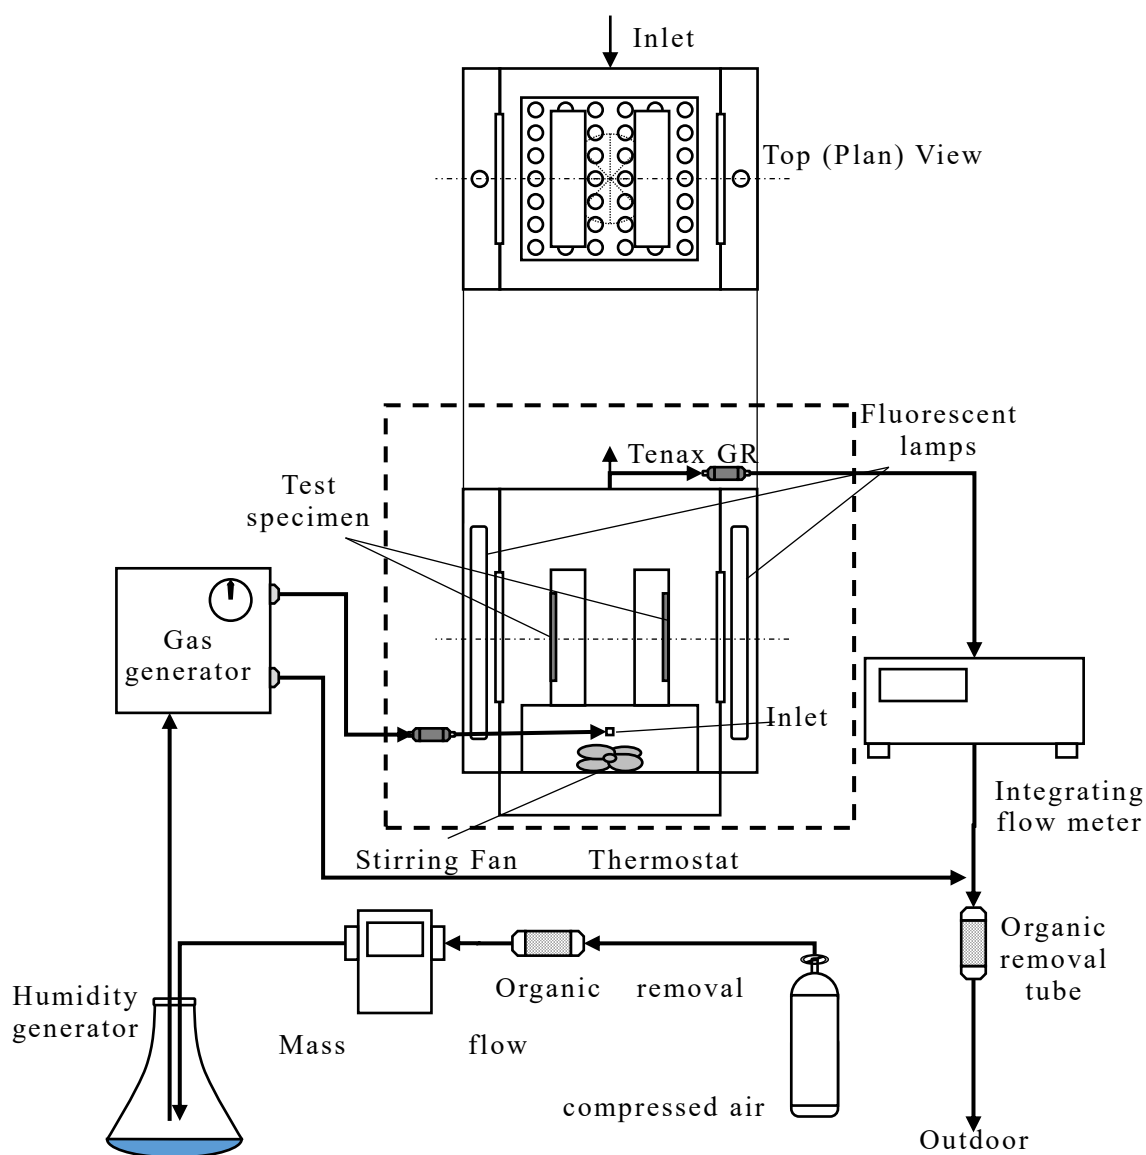 Inlet
Top (Plan) View
Fluorescent
lamps
Tenax GR
Test
specimen
Gas
generator
Inlet
Integrating
flow meter
Stirring Fan
Thermostat
Organic
removal
tube
Organic removal
Humidity
generator
Mass flow
compressed air
Outdoor